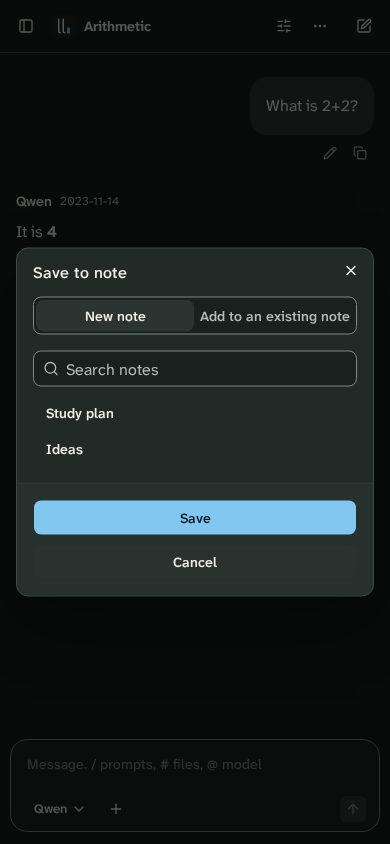 Arithmetic
What is 2+2?
Qwen 2023-11-14
It is 4
Save to note
New note
Add to an existing note
Search notes
Study plan
Ideas
Save
Cancel
Message. / prompts, # files, @ model
Qwen